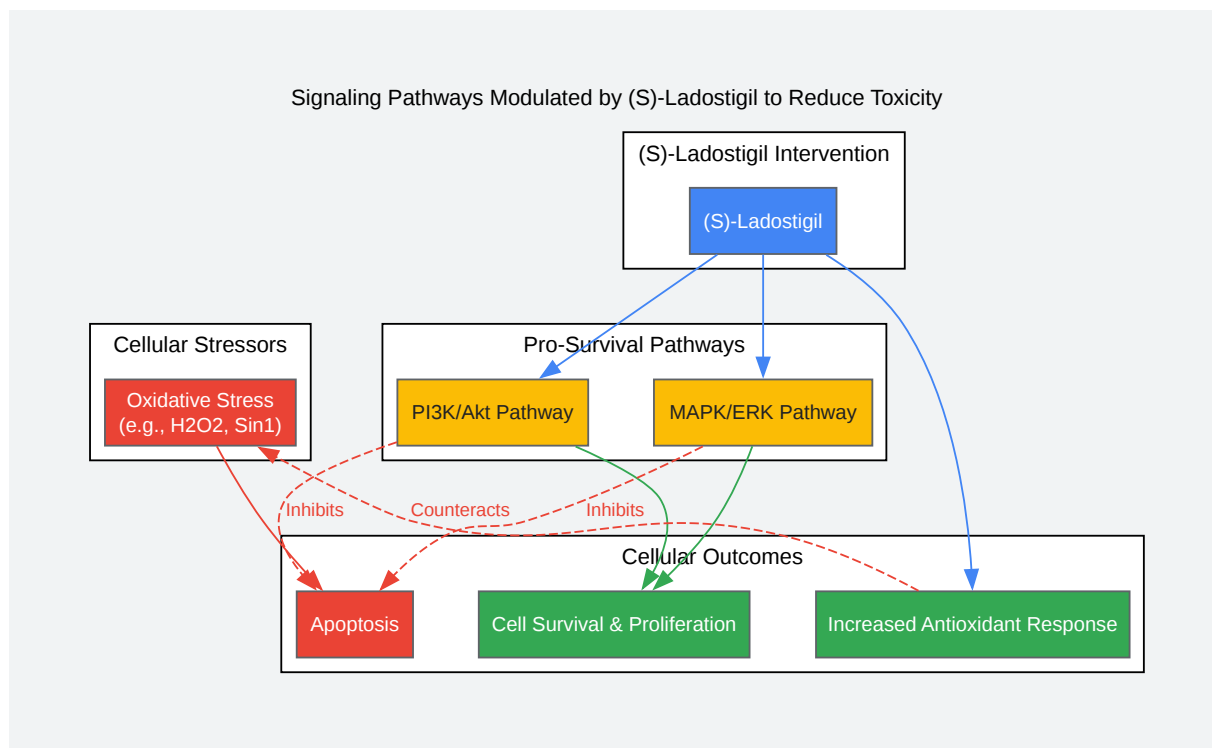 Signaling Pathways Modulated by (S)-Ladostigil to Reduce Toxicity
(S)-Ladostigil Intervention
(S)-Ladostigil
Cellular Stressors
Oxidative Stress
(e.g., H2O2, Sin1)
Pro-Survival Pathways
PI3K/Akt Pathway
MAPK/ERK Pathway
Inhibits
Counteracts
Inhibits
Cellular Outcomes
Apoptosis
Cell Survival & Proliferation
Increased Antioxidant Response